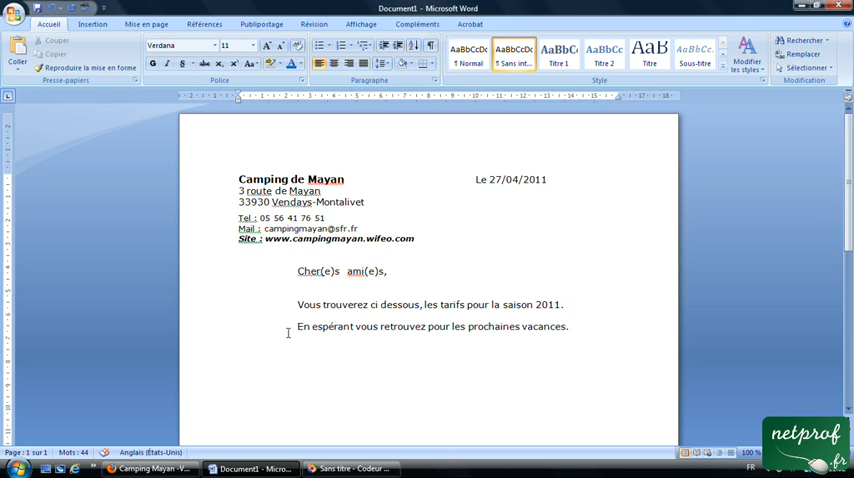 Document1 - Microsoft Word
Accueil Insertion Mise en page Références Publipostage Révision Affichage Compléments Acrobat
Coller
Couper
Copier
Reproduire la mise en forme
Presse-papiers
Verdana 11
G I S abc x₂ x² Aa
Police
Paragraphe
AaBbCcDc AaBbCcDc AaBbC AaBbCc AaB AaBbCc.
¶ Normal ¶ Sans int... Titre 1 Titre 2 Titre Sous-titre
Modifier les styles
Style
Rechercher
Remplacer
Sélectionner
Modification
Camping de Mayan Le 27/04/2011
3 route de Mayan
33930 Vendays-Montalivet
Tel : 05 56 41 76 51
Mail : campingmayan@sfr.fr
Site : www.campingmayan.wifeo.com
Cher(e)s ami(e)s,
Vous trouverez ci dessous, les tarifs pour la saison 2011.
En espérant vous retrouvez pour les prochaines vacances.
Page : 1 sur 1 Mots : 44 Anglais (États-Unis) 100 %
Camping Mayan -V... Document1 - Micro... Sans titre - Codeur ... FR
netprof
.fr